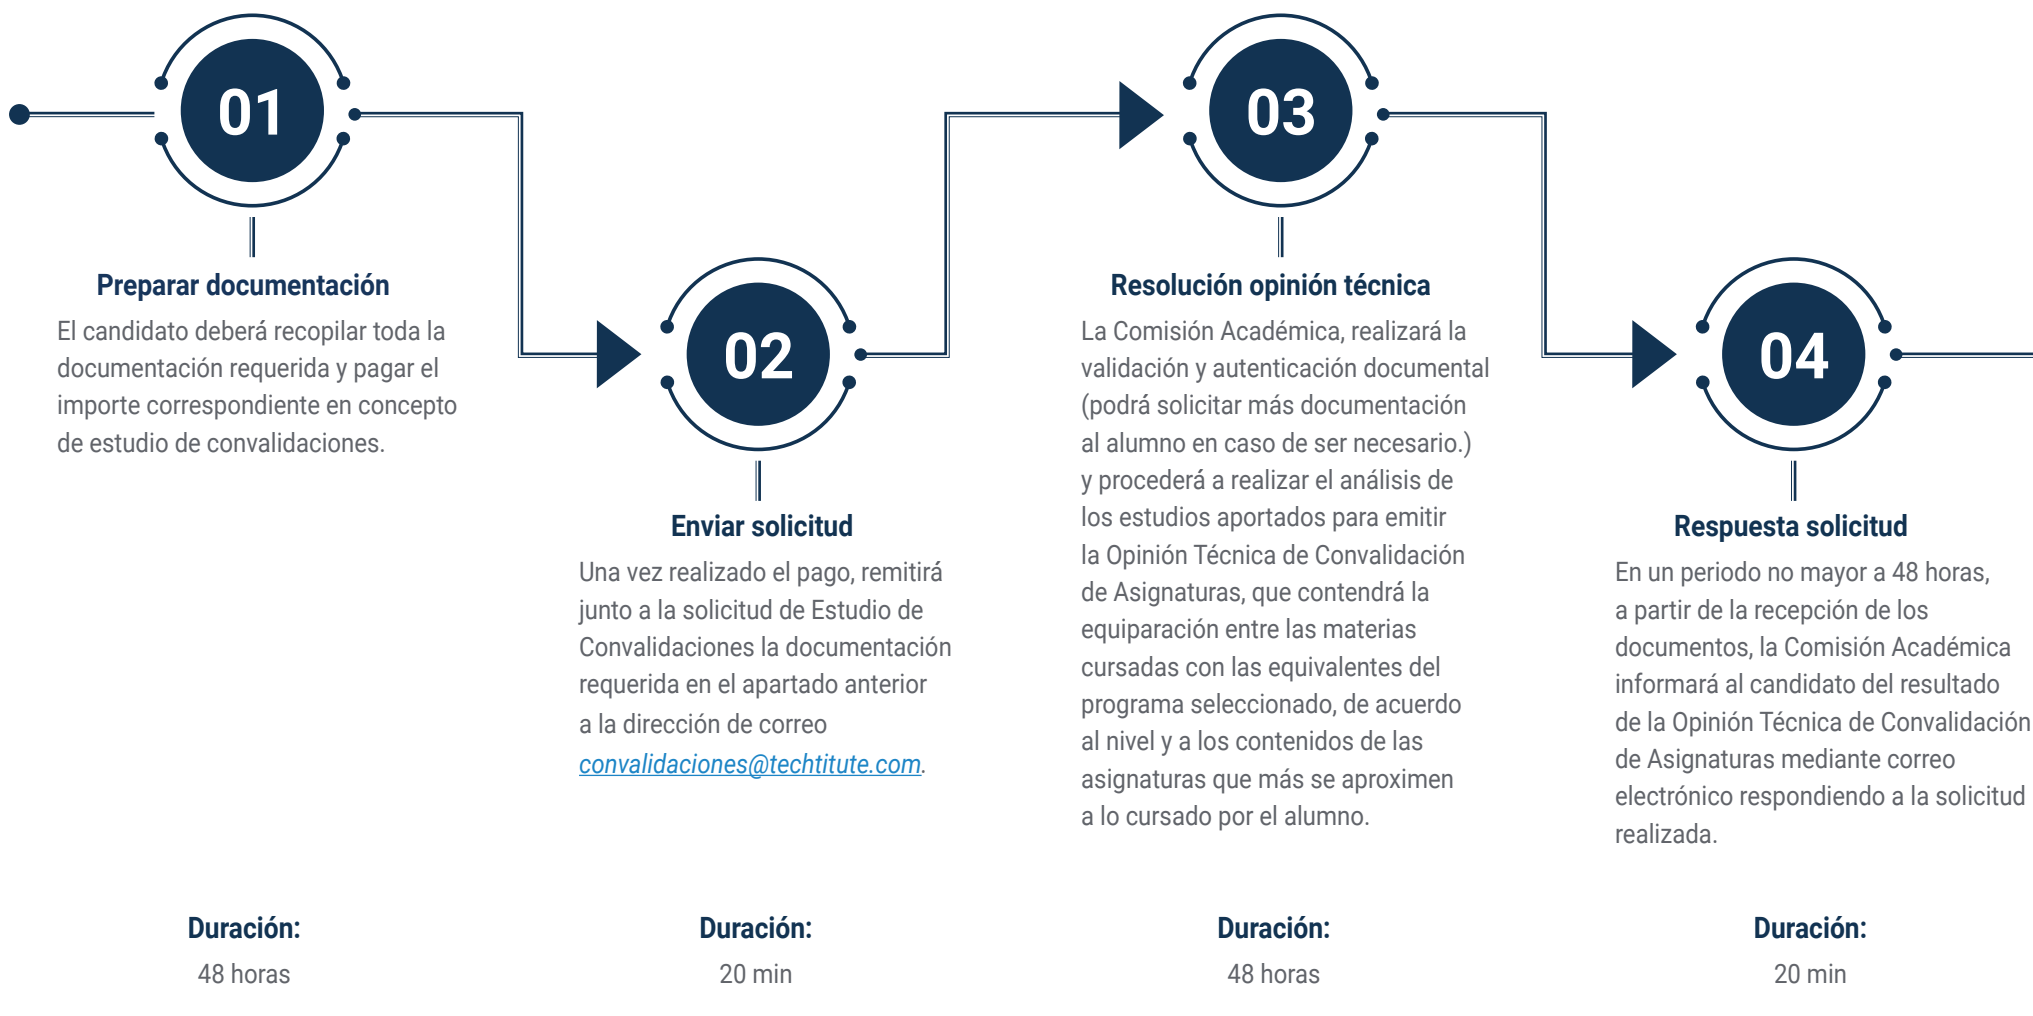 01
Preparar documentación
El candidato deberá recopilar toda la
documentación requerida y pagar el
importe correspondiente en concepto
de estudio de convalidaciones.
Duración:
48 horas
02
Enviar solicitud
Una vez realizado el pago, remitirá
junto a la solicitud de Estudio de
Convalidaciones la documentación
requerida en el apartado anterior
a la dirección de correo
convalidaciones@techtitute.com.
Duración:
20 min
03
Resolución opinión técnica
La Comisión Académica, realizará la
validación y autenticación documental
(podrá solicitar más documentación
al alumno en caso de ser necesario.)
y procederá a realizar el análisis de
los estudios aportados para emitir
la Opinión Técnica de Convalidación
de Asignaturas, que contendrá la
equiparación entre las materias
cursadas con las equivalentes del
programa seleccionado, de acuerdo
al nivel y a los contenidos de las
asignaturas que más se aproximen
a lo cursado por el alumno.
Duración:
48 horas
04
Respuesta solicitud
En un periodo no mayor a 48 horas,
a partir de la recepción de los
documentos, la Comisión Académica
informará al candidato del resultado
de la Opinión Técnica de Convalidación
de Asignaturas mediante correo
electrónico respondiendo a la solicitud
realizada.
Duración:
20 min